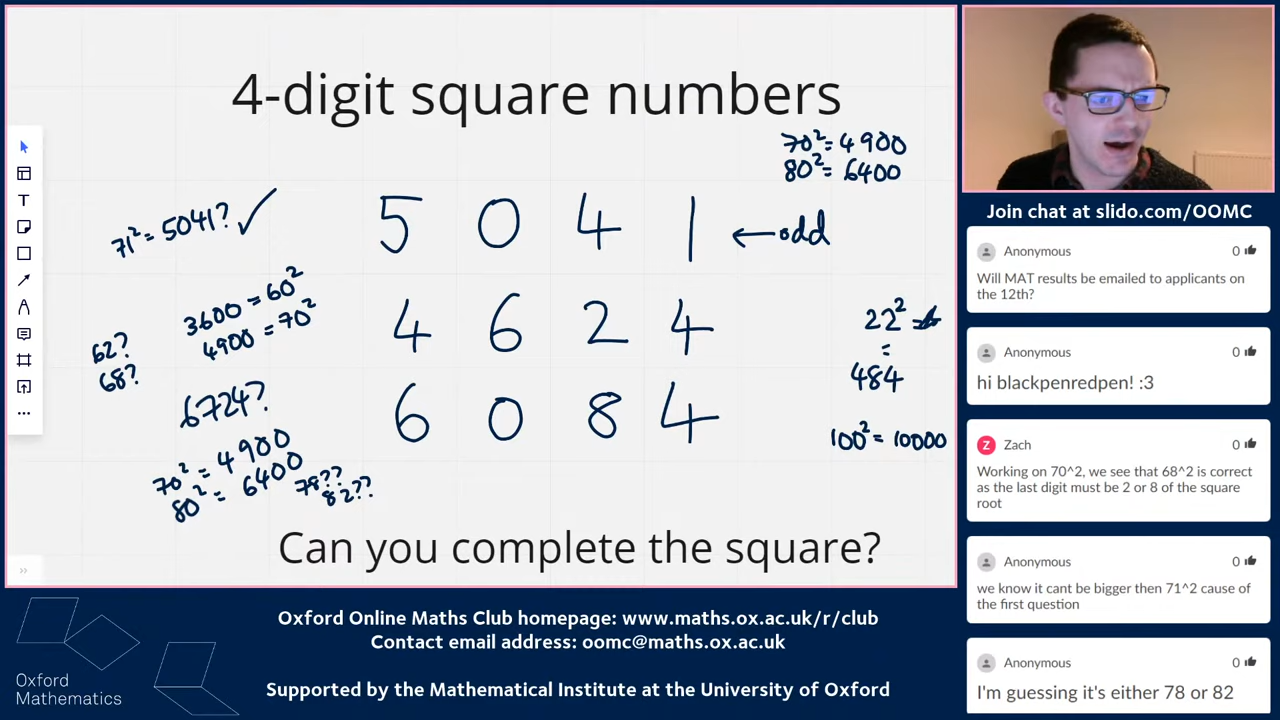 4-digit square numbers
70² = 4900
80² = 6400
71² = 5041? ✓
5 0 4 1 ← odd
3600 = 60²
4900 = 70²
62?
68?
4 6 2 4
22² =
=
484
6724?
6 0 8 4
100² = 10000
70² = 4900
80² = 6400
78??
82??
Can you complete the square?
Join chat at slido.com/OOMC
Anonymous
0
Will MAT results be emailed to applicants on
the 12th?
Anonymous
0
hi blackpenredpen! :3
Z
Zach
0
Working on 70^2, we see that 68^2 is correct
as the last digit must be 2 or 8 of the square
root
Anonymous
0
we know it cant be bigger then 71^2 cause of
the first question
Anonymous
0
I'm guessing it's either 78 or 82
Oxford
Mathematics
Oxford Online Maths Club homepage: www.maths.ox.ac.uk/r/club
Contact email address: oomc@maths.ox.ac.uk
Supported by the Mathematical Institute at the University of Oxford